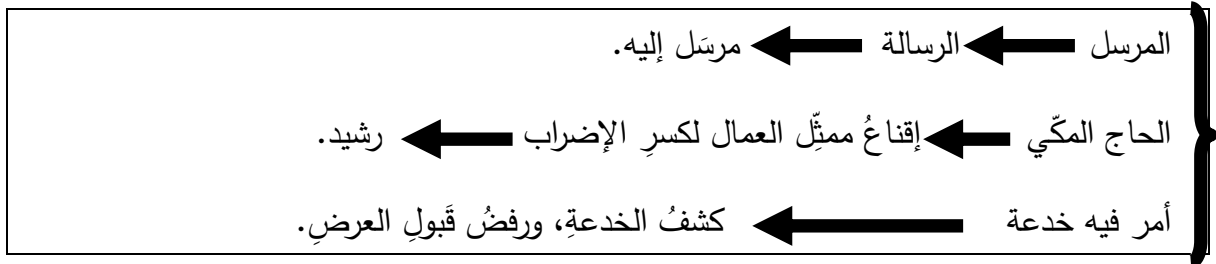 المرسل الرسالة مرسَل إليه.
الحاج المكّي إقناعُ ممثِّل العمال لكسرِ الإضراب رشيد.
أمر فيه خدعة كشفُ الخدعةِ، ورفضُ قَبولِ العرضِ.